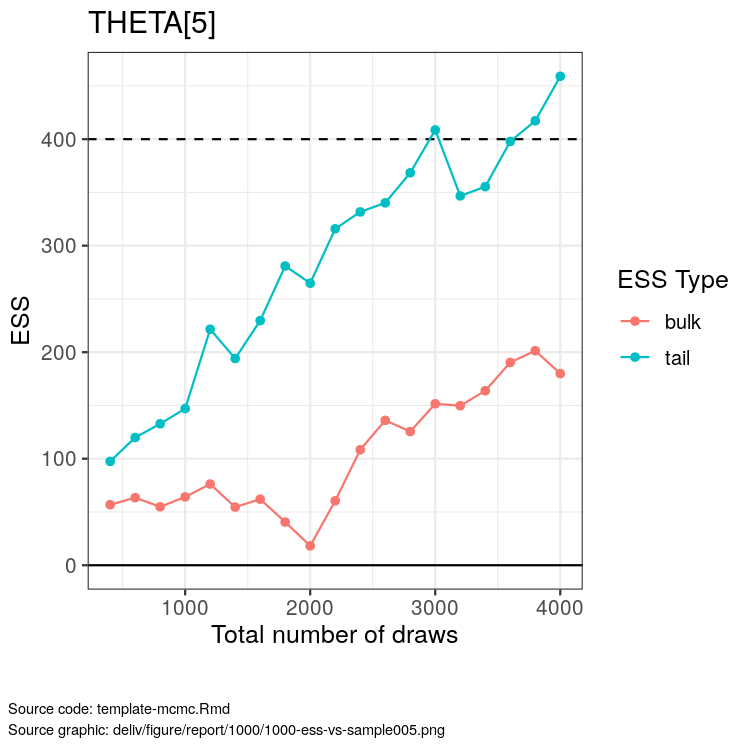 THETA[5]
400
300
200
100
0
ESS
1000 2000 3000 4000
Total number of draws
ESS Type
bulk
tail
Source code: template-mcmc.Rmd
Source graphic: deliv/figure/report/1000/1000-ess-vs-sample005.png